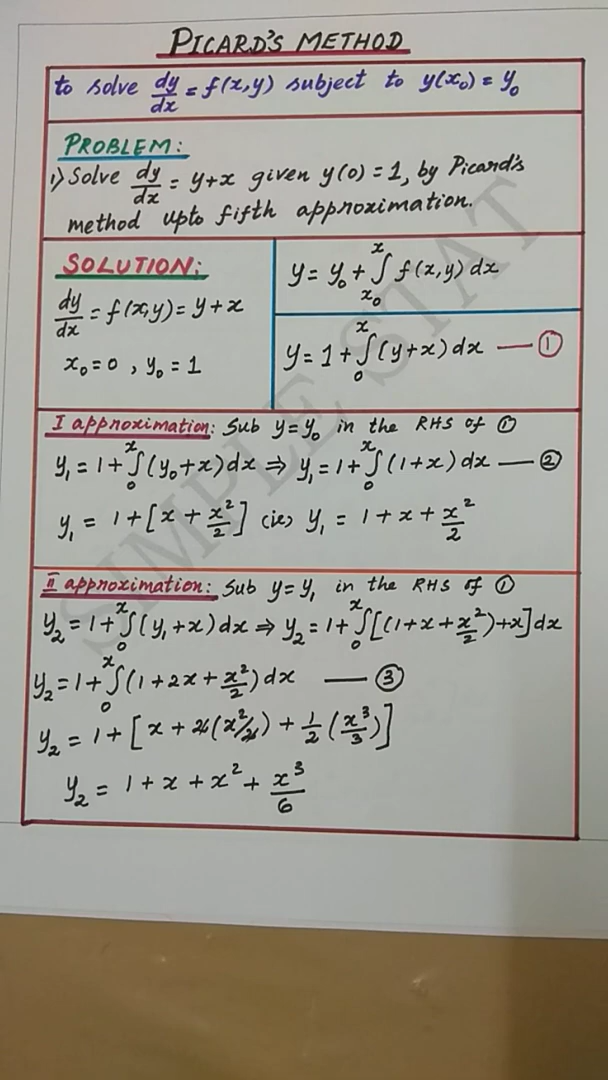 PICARD'S METHOD
to solve dy/dx = f(x,y) subject to y(x₀) = y₀
PROBLEM:
1) Solve dy/dx = y+x given y(0) = 1, by Picard's
method upto fifth approximation.
SOLUTION:
dy/dx = f(x,y) = y+x
x₀ = 0 , y₀ = 1
y = y₀ + ∫_{x₀}^{x} f(x,y) dx
y = 1 + ∫_{0}^{x} (y+x) dx — ①
I approximation: Sub y = y₀ in the RHS of ①
y₁ = 1 + ∫_{0}^{x} (y₀+x) dx ⇒ y₁ = 1 + ∫_{0}^{x} (1+x) dx — ②
y₁ = 1 + [x + x²/2] (ie) y₁ = 1 + x + x²/2
II approximation: Sub y = y₁ in the RHS of ①
y₂ = 1 + ∫_{0}^{x} (y₁+x) dx ⇒ y₂ = 1 + ∫_{0}^{x} [(1+x+x²/2)+x] dx
y₂ = 1 + ∫_{0}^{x} (1+2x+x²/2) dx — ③
y₂ = 1 + [x + 2(x²/2) + 1/2 (x³/3)]
y₂ = 1 + x + x² + x³/6
SIMPLE STAT